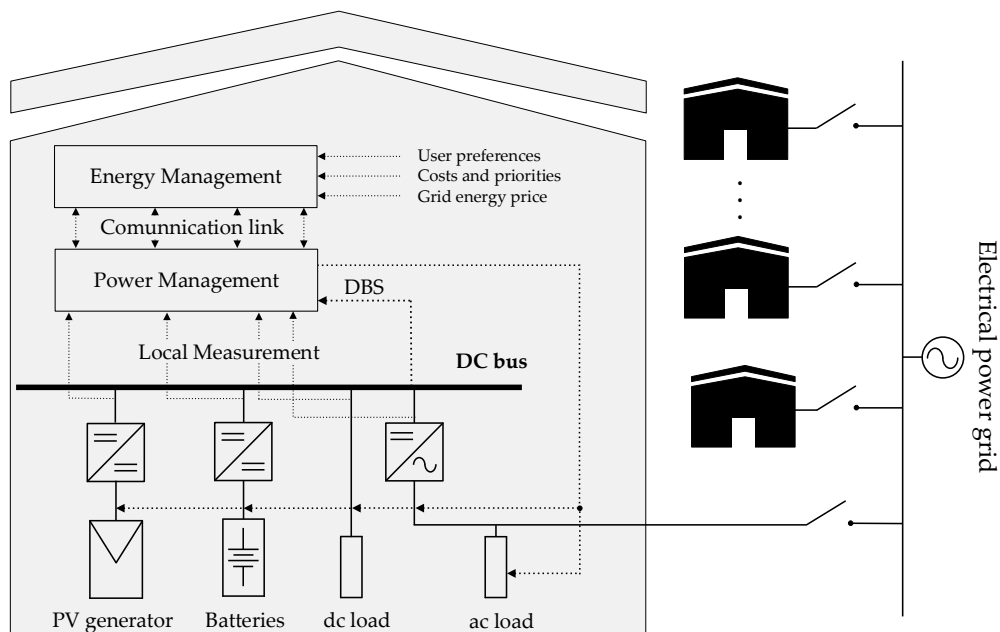 Energy Management
User preferences
Costs and priorities
Grid energy price
Comunnication link
Power Management
DBS
Local Measurement
DC bus
PV generator
Batteries
dc load
ac load
Electrical power grid